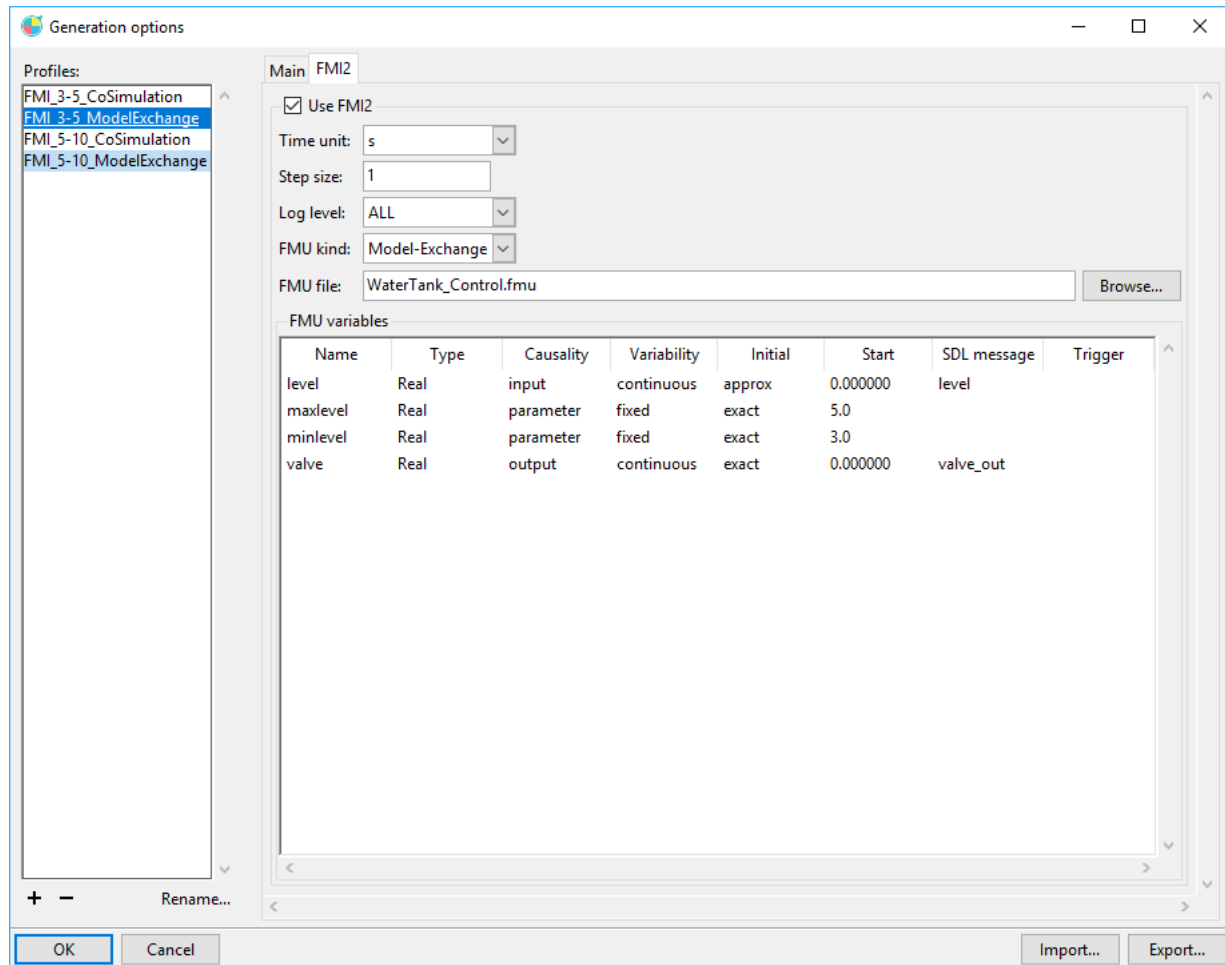 Generation options
Profiles:
FMI_3-5_CoSimulation
FMI_3-5_ModelExchange
FMI_5-10_CoSimulation
FMI_5-10_ModelExchange
+ − Rename...
Main FMI2
Use FMI2
Time unit: s
Step size: 1
Log level: ALL
FMU kind: Model-Exchange
FMU file: WaterTank_Control.fmu Browse...
FMU variables
Name Type Causality Variability Initial Start SDL message Trigger
level Real input continuous approx 0.000000 level
maxlevel Real parameter fixed exact 5.0
minlevel Real parameter fixed exact 3.0
valve Real output continuous exact 0.000000 valve_out
OK Cancel Import... Export...